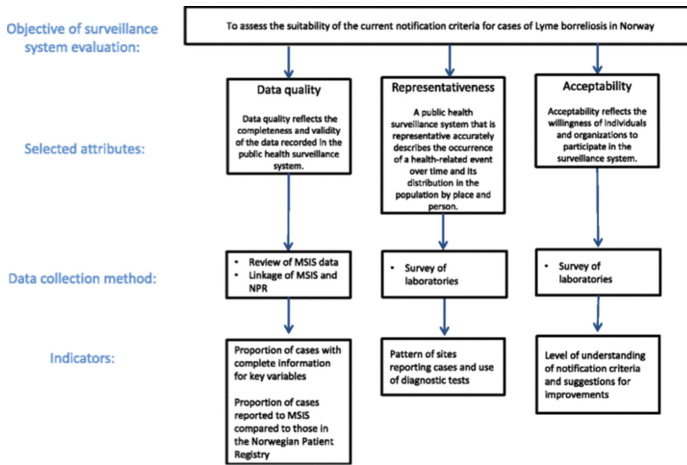 Objective of surveillance
system evaluation:
To assess the suitability of the current notification criteria for cases of Lyme borreliosis in Norway
Selected attributes:
Data quality
Data quality reflects the
completeness and validity
of the data recorded in the
public health surveillance
system.
Representativeness
A public health
surveillance system that is
representative accurately
describes the occurrence
of a health-related event
over time and its
distribution in the
population by place and
person.
Acceptability
Acceptability reflects the
willingness of individuals
and organizations to
participate in the
surveillance system.
Data collection method:
• Review of MSIS data
• Linkage of MSIS and
NPR
• Survey of
laboratories
• Survey of
laboratories
Indicators:
Proportion of cases with
complete information
for key variables
Proportion of cases
reported to MSIS
compared to those in
the Norwegian Patient
Registry
Pattern of sites
reporting cases and use
of diagnostic tests
Level of understanding
of notification criteria
and suggestions for
improvements